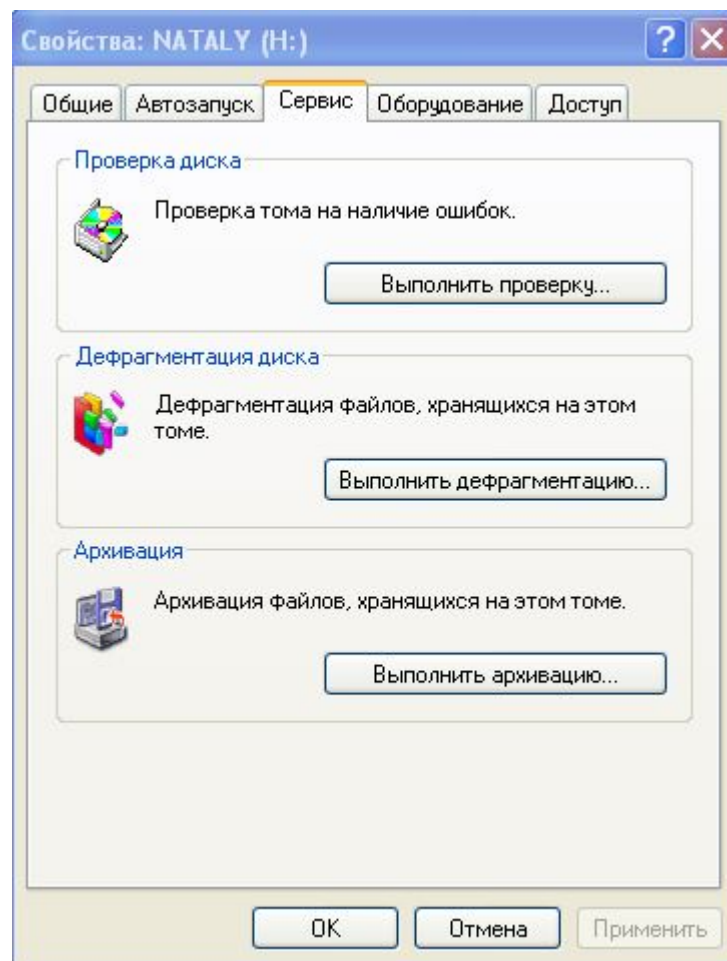 Свойства: NATALY (H:)
Общие Автозапуск Сервис Оборудование Доступ
Проверка диска
Проверка тома на наличие ошибок.
Выполнить проверку...
Дефрагментация диска
Дефрагментация файлов, хранящихся на этом
томе.
Выполнить дефрагментацию...
Архивация
Архивация файлов, хранящихся на этом томе.
Выполнить архивацию...
OK Отмена Применить